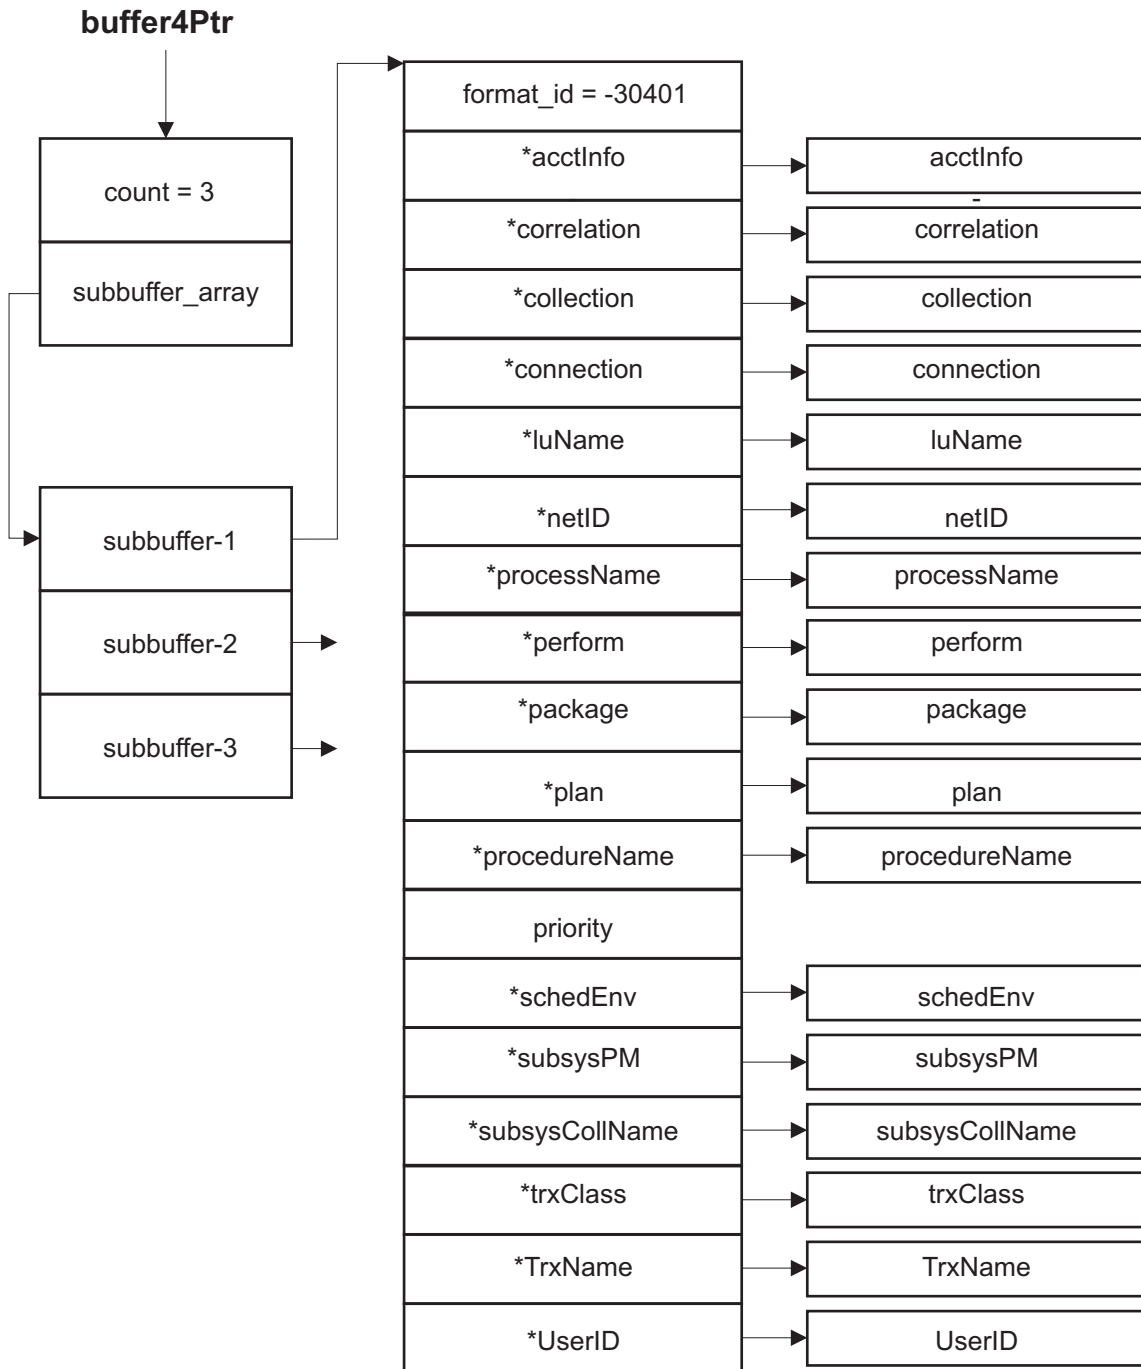 buffer4Ptr
count = 3
subbuffer_array
subbuffer-1
subbuffer-2
subbuffer-3
format_id = -30401
*acctInfo
*correlation
*collection
*connection
*luName
*netID
*processName
*perform
*package
*plan
*procedureName
priority
*schedEnv
*subsysPM
*subsysCollName
*trxClass
*TrxName
*UserID
acctInfo
-
correlation
collection
connection
luName
netID
processName
perform
package
plan
procedureName
schedEnv
subsysPM
subsysCollName
trxClass
TrxName
UserID